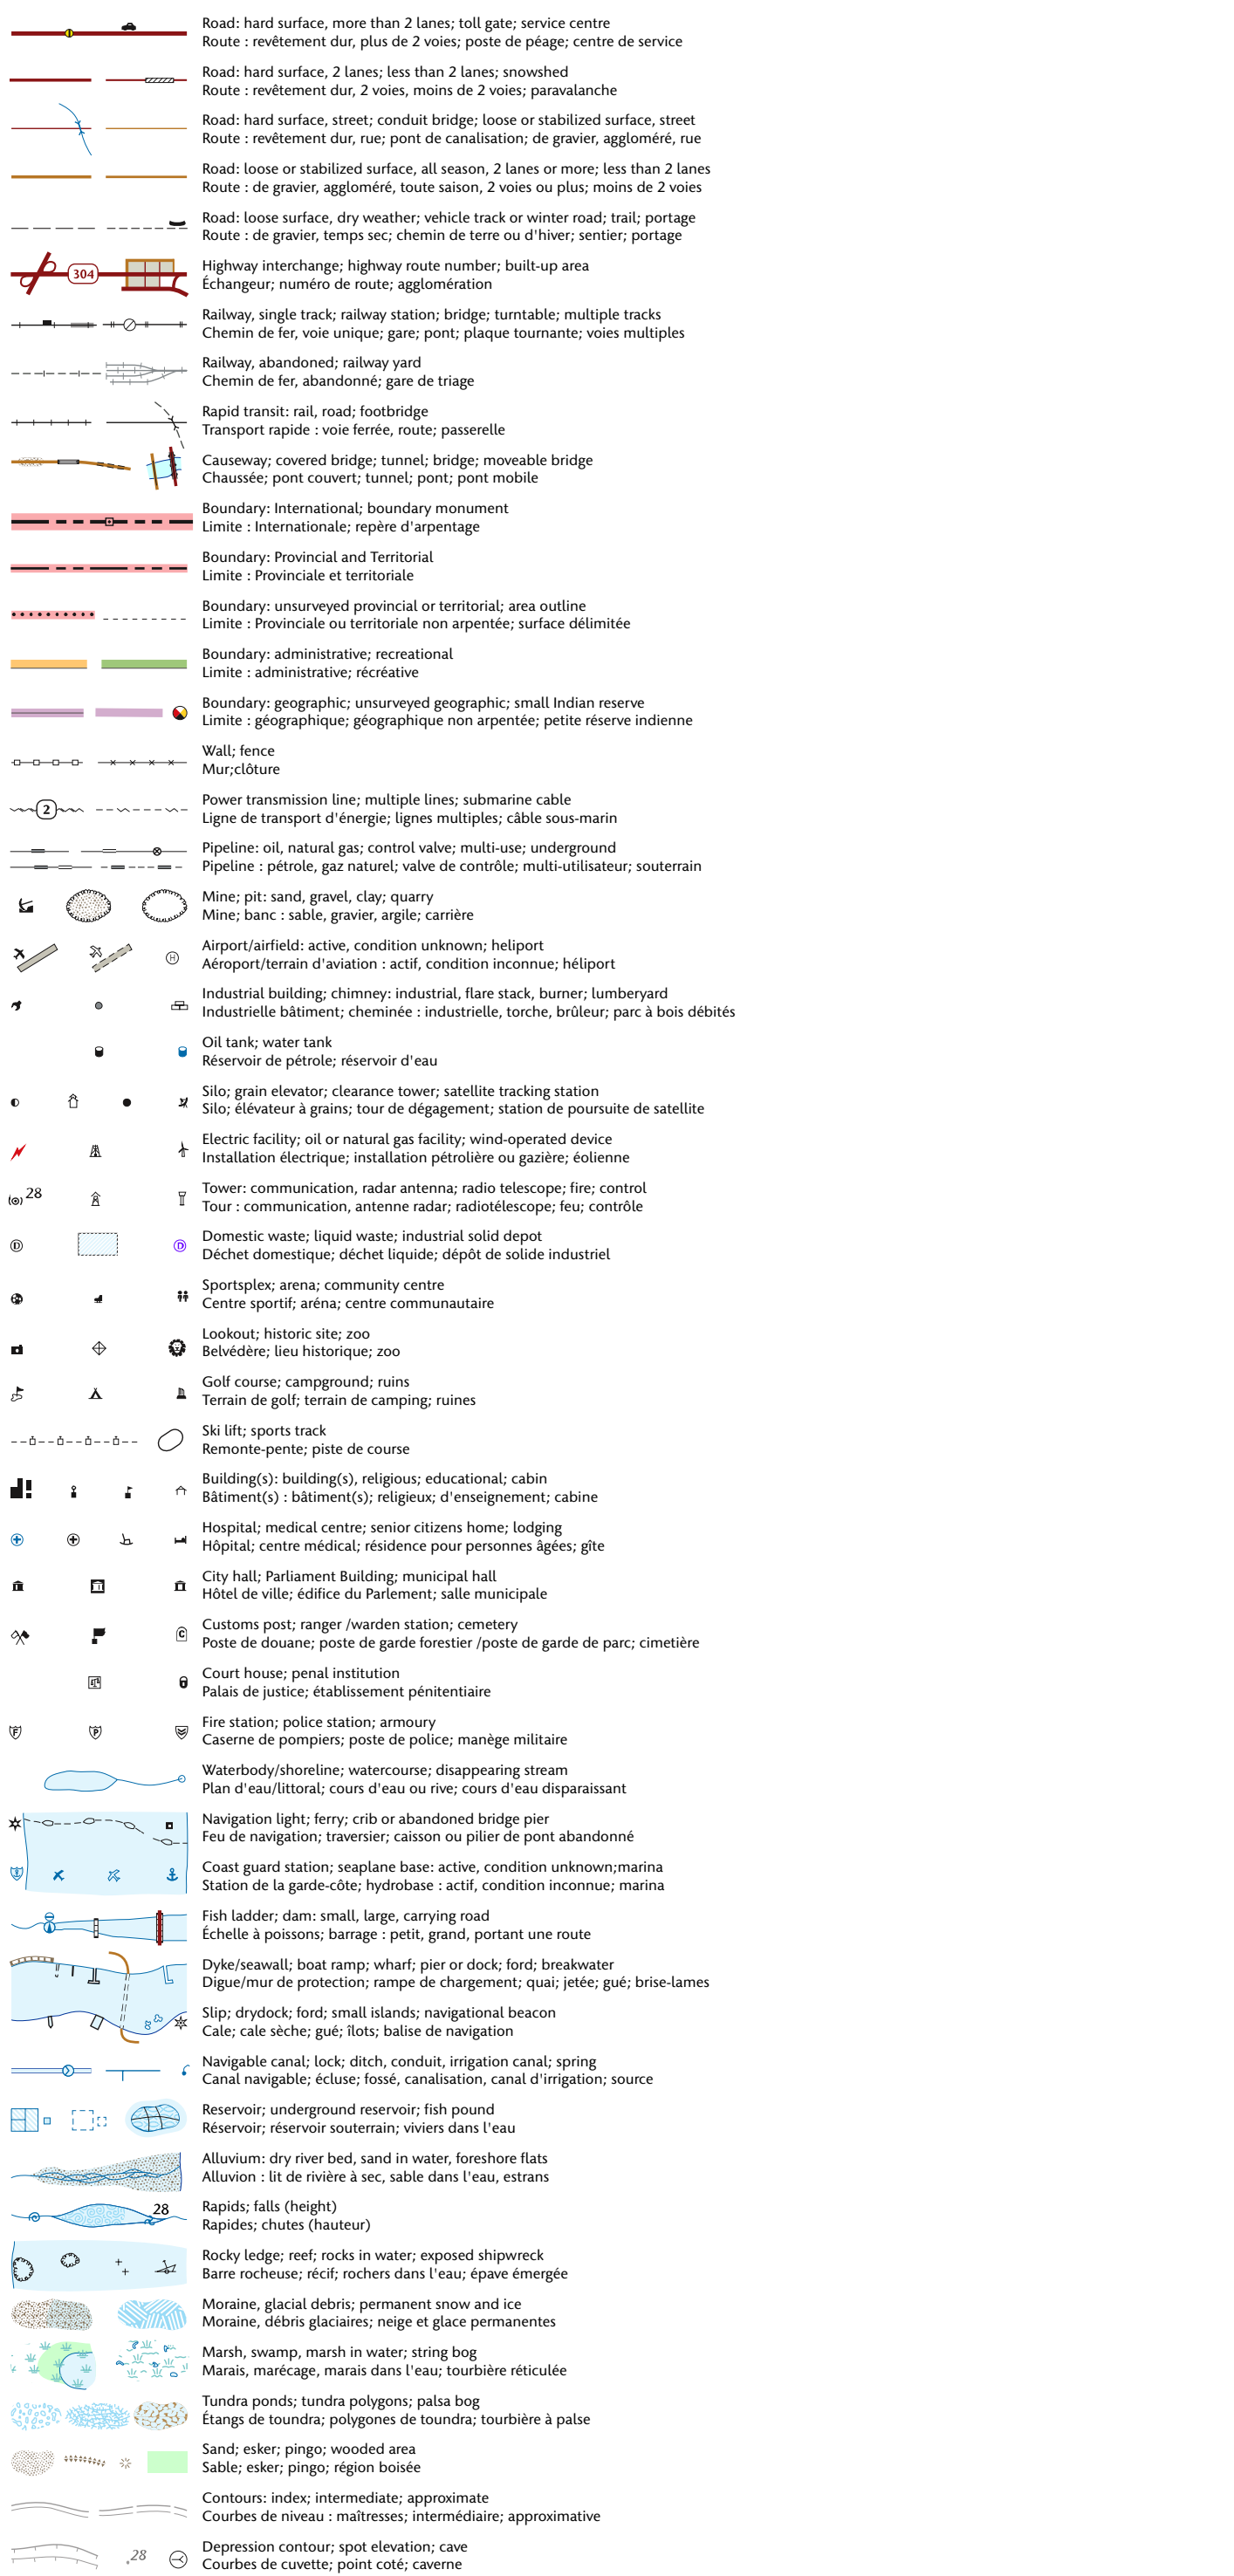 Road: hard surface, more than 2 lanes; toll gate; service centre
Route : revêtement dur, plus de 2 voies; poste de péage; centre de service
Road: hard surface, 2 lanes; less than 2 lanes; snowshed
Route : revêtement dur, 2 voies, moins de 2 voies; paravalanche
Road: hard surface, street; conduit bridge; loose or stabilized surface, street
Route : revêtement dur, rue; pont de canalisation; de gravier, aggloméré, rue
Road: loose or stabilized surface, all season, 2 lanes or more; less than 2 lanes
Route : de gravier, aggloméré, toute saison, 2 voies ou plus; moins de 2 voies
Road: loose surface, dry weather; vehicle track or winter road; trail; portage
Route : de gravier, temps sec; chemin de terre ou d'hiver; sentier; portage
304
Highway interchange; highway route number; built-up area
Échangeur; numéro de route; agglomération
Railway, single track; railway station; bridge; turntable; multiple tracks
Chemin de fer, voie unique; gare; pont; plaque tournante; voies multiples
Railway, abandoned; railway yard
Chemin de fer, abandonné; gare de triage
Rapid transit: rail, road; footbridge
Transport rapide : voie ferrée, route; passerelle
Causeway; covered bridge; tunnel; bridge; moveable bridge
Chaussée; pont couvert; tunnel; pont; pont mobile
Boundary: International; boundary monument
Limite : Internationale; repère d'arpentage
Boundary: Provincial and Territorial
Limite : Provinciale et territoriale
Boundary: unsurveyed provincial or territorial; area outline
Limite : Provinciale ou territoriale non arpentée; surface délimitée
Boundary: administrative; recreational
Limite : administrative; récréative
Boundary: geographic; unsurveyed geographic; small Indian reserve
Limite : géographique; géographique non arpentée; petite réserve indienne
Wall; fence
Mur;clôture
2
Power transmission line; multiple lines; submarine cable
Ligne de transport d'énergie; lignes multiples; câble sous-marin
Pipeline: oil, natural gas; control valve; multi-use; underground
Pipeline : pétrole, gaz naturel; valve de contrôle; multi-utilisateur; souterrain
Mine; pit: sand, gravel, clay; quarry
Mine; banc : sable, gravier, argile; carrière
H
Airport/airfield: active, condition unknown; heliport
Aéroport/terrain d'aviation : actif, condition inconnue; héliport
Industrial building; chimney: industrial, flare stack, burner; lumberyard
Industrielle bâtiment; cheminée : industrielle, torche, brûleur; parc à bois débités
Oil tank; water tank
Réservoir de pétrole; réservoir d'eau
Silo; grain elevator; clearance tower; satellite tracking station
Silo; élévateur à grains; tour de dégagement; station de poursuite de satellite
Electric facility; oil or natural gas facility; wind-operated device
Installation électrique; installation pétrolière ou gazière; éolienne
28
Tower: communication, radar antenna; radio telescope; fire; control
Tour : communication, antenne radar; radiotélescope; feu; contrôle
D D
Domestic waste; liquid waste; industrial solid depot
Déchet domestique; déchet liquide; dépôt de solide industriel
Sportsplex; arena; community centre
Centre sportif; aréna; centre communautaire
Lookout; historic site; zoo
Belvédère; lieu historique; zoo
Golf course; campground; ruins
Terrain de golf; terrain de camping; ruines
Ski lift; sports track
Remonte-pente; piste de course
Building(s): building(s), religious; educational; cabin
Bâtiment(s) : bâtiment(s); religieux; d'enseignement; cabine
Hospital; medical centre; senior citizens home; lodging
Hôpital; centre médical; résidence pour personnes âgées; gîte
City hall; Parliament Building; municipal hall
Hôtel de ville; édifice du Parlement; salle municipale
C
Customs post; ranger /warden station; cemetery
Poste de douane; poste de garde forestier /poste de garde de parc; cimetière
Court house; penal institution
Palais de justice; établissement pénitentiaire
F P
Fire station; police station; armoury
Caserne de pompiers; poste de police; manège militaire
Waterbody/shoreline; watercourse; disappearing stream
Plan d'eau/littoral; cours d'eau ou rive; cours d'eau disparaissant
Navigation light; ferry; crib or abandoned bridge pier
Feu de navigation; traversier; caisson ou pilier de pont abandonné
Coast guard station; seaplane base: active, condition unknown;marina
Station de la garde-côte; hydrobase : actif, condition inconnue; marina
Fish ladder; dam: small, large, carrying road
Échelle à poissons; barrage : petit, grand, portant une route
Dyke/seawall; boat ramp; wharf; pier or dock; ford; breakwater
Digue/mur de protection; rampe de chargement; quai; jetée; gué; brise-lames
Slip; drydock; ford; small islands; navigational beacon
Cale; cale sèche; gué; îlots; balise de navigation
Navigable canal; lock; ditch, conduit, irrigation canal; spring
Canal navigable; écluse; fossé, canalisation, canal d'irrigation; source
Reservoir; underground reservoir; fish pound
Réservoir; réservoir souterrain; viviers dans l'eau
Alluvium: dry river bed, sand in water, foreshore flats
Alluvion : lit de rivière à sec, sable dans l'eau, estrans
28
Rapids; falls (height)
Rapides; chutes (hauteur)
Rocky ledge; reef; rocks in water; exposed shipwreck
Barre rocheuse; récif; rochers dans l'eau; épave émergée
Moraine, glacial debris; permanent snow and ice
Moraine, débris glaciaires; neige et glace permanentes
Marsh, swamp, marsh in water; string bog
Marais, marécage, marais dans l'eau; tourbière réticulée
Tundra ponds; tundra polygons; palsa bog
Étangs de toundra; polygones de toundra; tourbière à palse
Sand; esker; pingo; wooded area
Sable; esker; pingo; région boisée
Contours: index; intermediate; approximate
Courbes de niveau : maîtresses; intermédiaire; approximative
28
Depression contour; spot elevation; cave
Courbes de cuvette; point coté; caverne